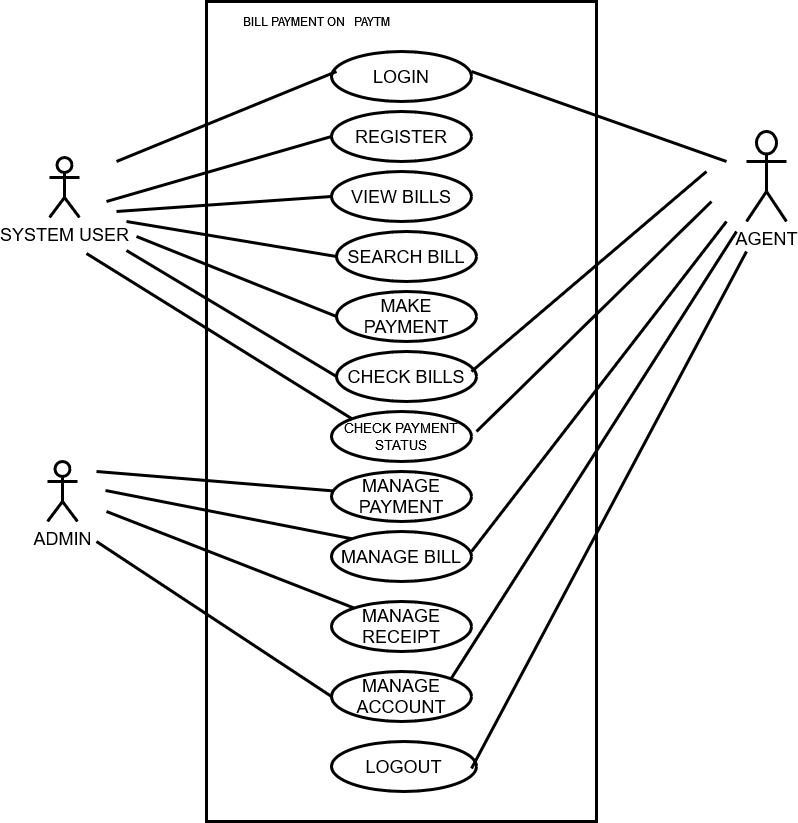 BILL PAYMENT ON PAYTM
LOGIN
REGISTER
VIEW BILLS
SYSTEM USER
AGENT
SEARCH BILL
MAKE
PAYMENT
CHECK BILLS
CHECK PAYMENT
STATUS
MANAGE
PAYMENT
ADMIN
MANAGE BILL
MANAGE
RECEIPT
MANAGE
ACCOUNT
LOGOUT